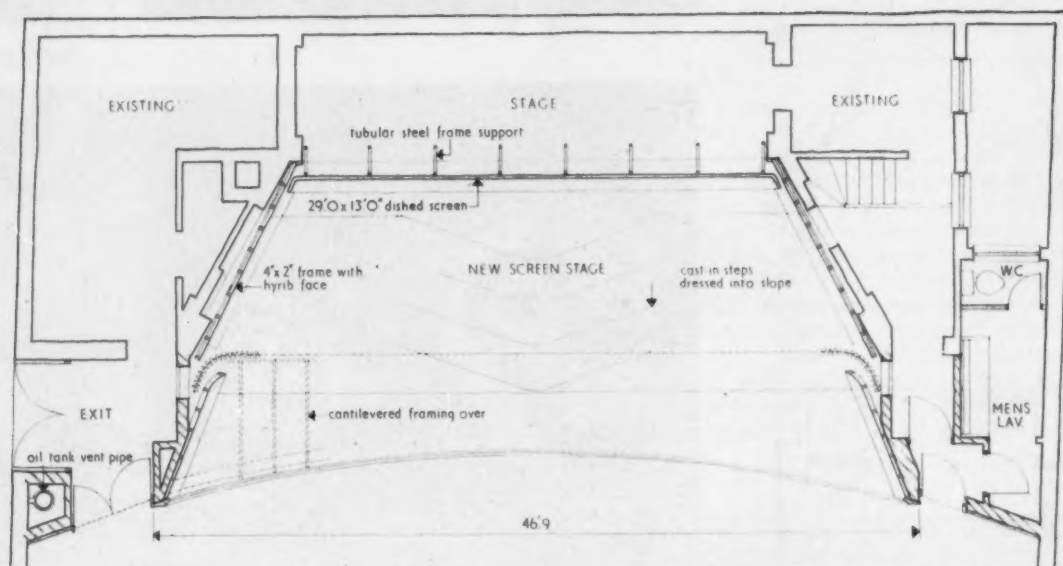 EXISTING
STAGE
EXISTING
tubular steel frame support
29'0 x 13'0" dished screen
4"x 2" frame with
hyrib face
NEW SCREEN STAGE
cast in steps
dressed into slope
WC
EXIT
cantilevered framing over
MENS
LAV.
oil tank vent pipe
46'9